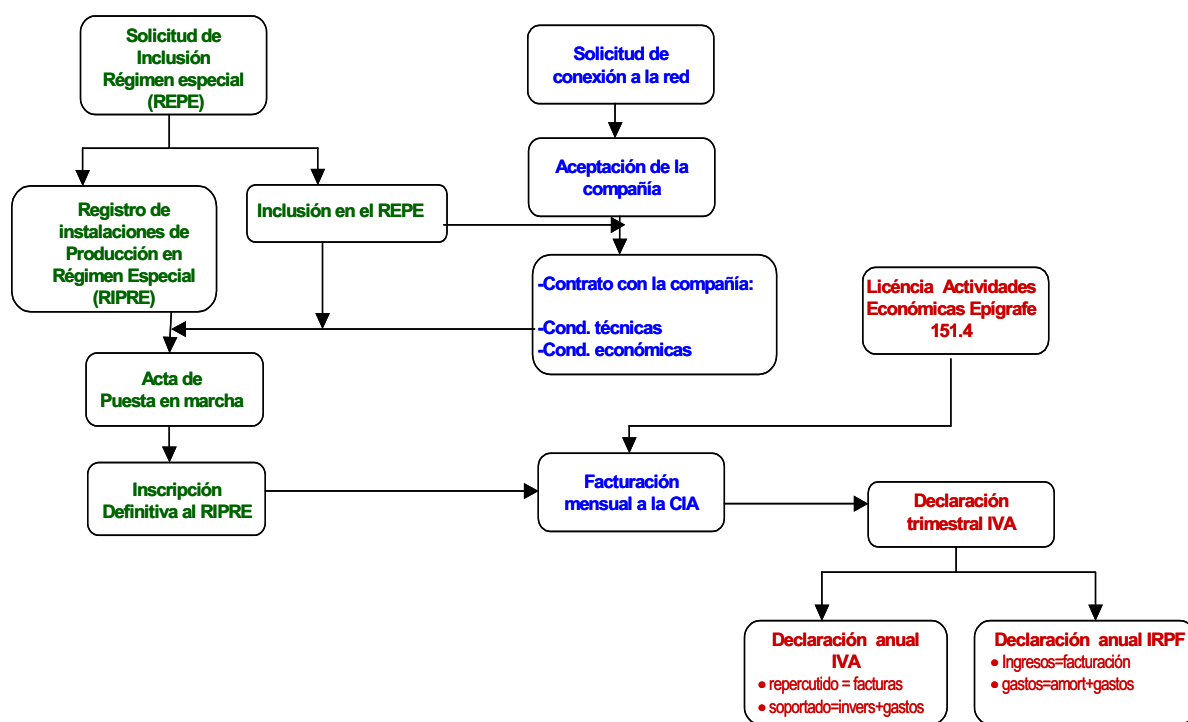 Solicitud de
Inclusión
Régimen especial
(REPE)
Solicitud de
conexión a la red
Aceptación de la
compañía
Registro de
instalaciones de
Producción en
Régimen Especial
(RIPRE)
Inclusión en el REPE
-Contrato con la compañía:
-Cond. técnicas
-Cond. económicas
Licéncia Actividades
Económicas Epígrafe
151.4
Acta de
Puesta en marcha
Inscripción
Definitiva al RIPRE
Facturación
mensual a la CIA
Declaración
trimestral IVA
Declaración anual
IVA
• repercutido = facturas
• soportado=invers+gastos
Declaración anual IRPF
• Ingresos=facturación
• gastos=amort+gastos